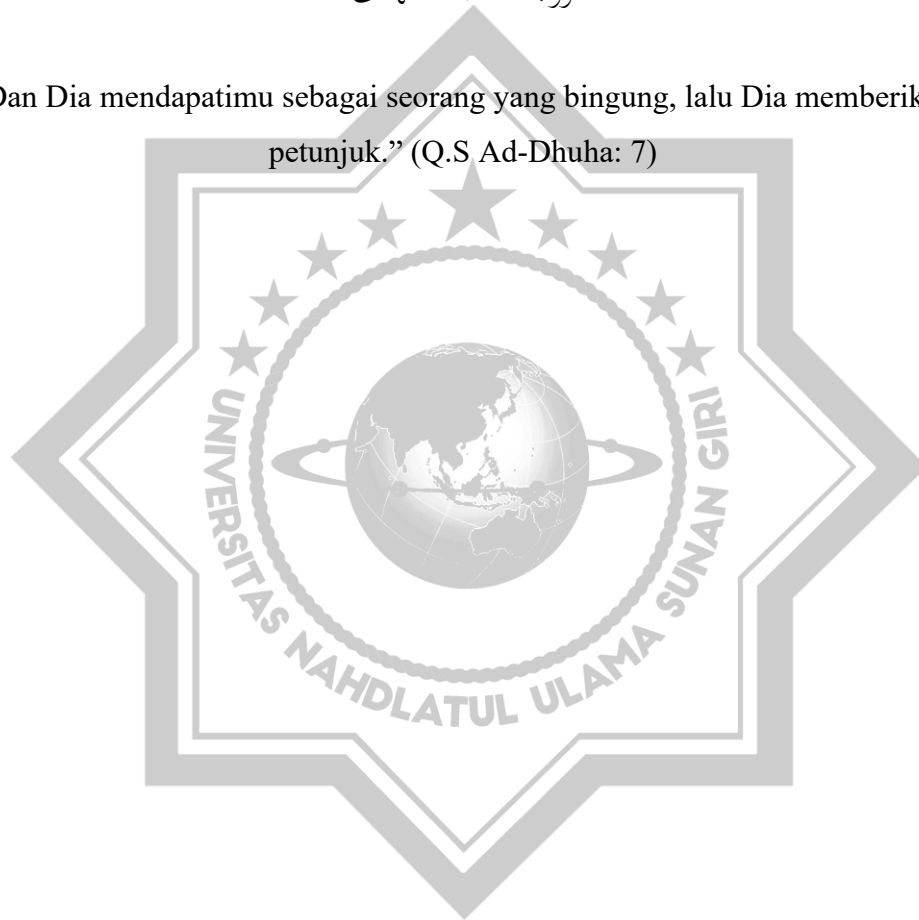 Dan Dia mendapatimu sebagai seorang yang bingung, lalu Dia memberik
petunjuk.” (Q.S Ad-Dhuha: 7)
UNIVERSITAS NAHDLATUL ULAMA SUNAN GIRI